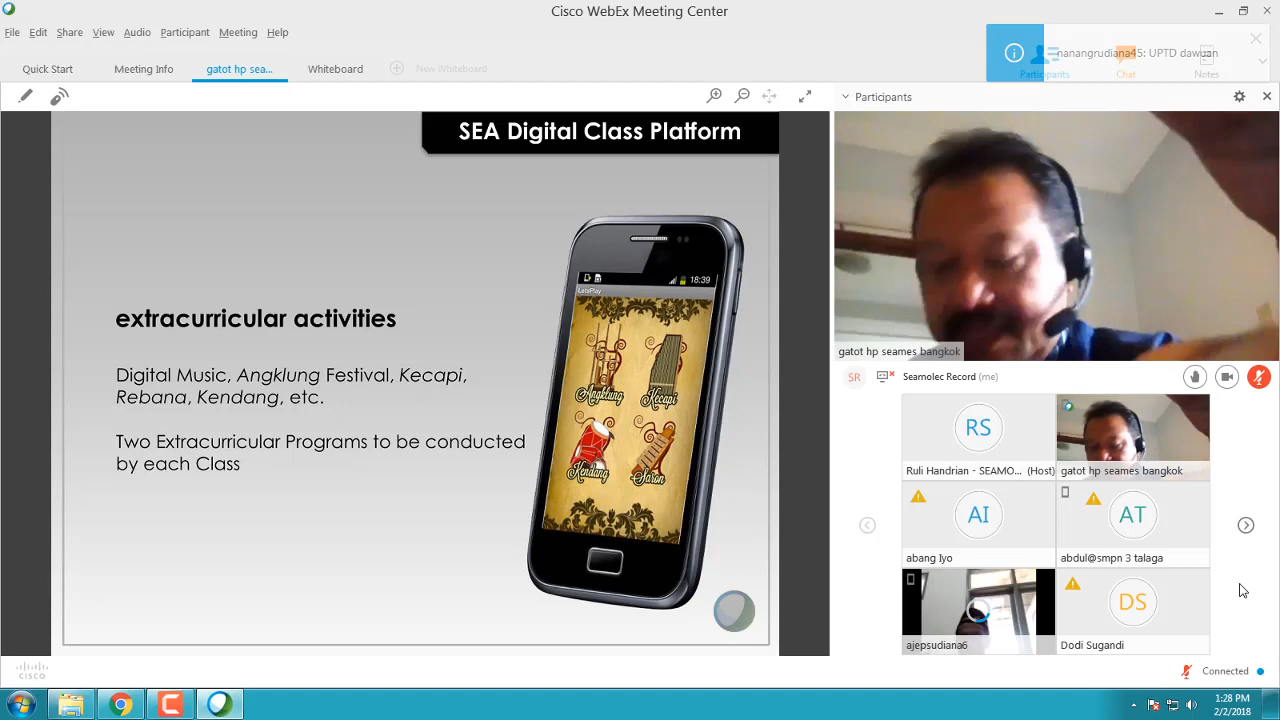 Cisco WebEx Meeting Center
File Edit Share View Audio Participant Meeting Help
nanangrudiana45: UPTD dawuan
Quick Start Meeting Info gatot hp sea... Whiteboard New Whiteboard
Participants Chat Notes
Participants
SEA Digital Class Platform
18:39
LetsPlay
extracurricular activities
Digital Music, Angklung Festival, Kecapi,
Rebana, Kendang, etc.
Two Extracurricular Programs to be conducted
by each Class
Angklung Kecapi
Kendang Saron
gatot hp seames bangkok
SR Seamolec Record (me)
RS
Ruli Handrian - SEAMO... (Host)
gatot hp seames bangkok
AI
abang Iyo
AT
abdul@smpn 3 talaga
ajepsudiana6
DS
Dodi Sugandi
CISCO
Connected
1:28 PM
2/2/2018